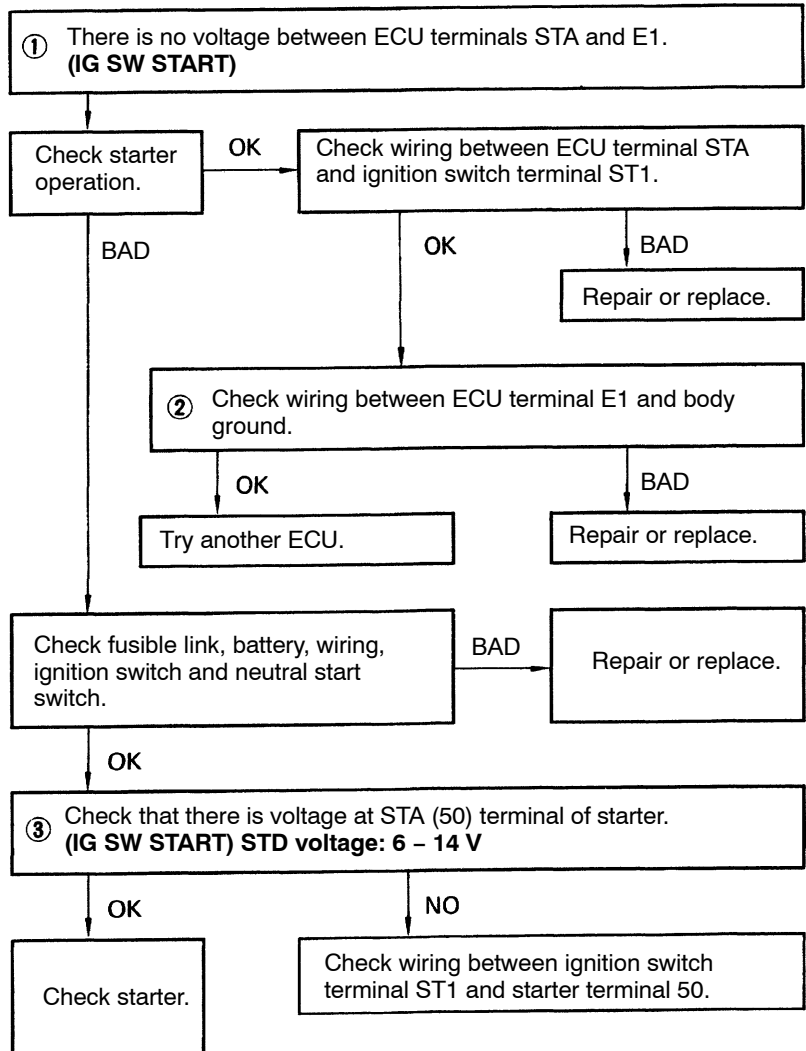 ① There is no voltage between ECU terminals STA and E1.
(IG SW START)
Check starter
operation.
OK
Check wiring between ECU terminal STA
and ignition switch terminal ST1.
BAD
OK
BAD
Repair or replace.
② Check wiring between ECU terminal E1 and body
ground.
OK
BAD
Try another ECU.
Repair or replace.
Check fusible link, battery, wiring,
ignition switch and neutral start
switch.
BAD
Repair or replace.
OK
③ Check that there is voltage at STA (50) terminal of starter.
(IG SW START) STD voltage: 6 – 14 V
OK
NO
Check starter.
Check wiring between ignition switch
terminal ST1 and starter terminal 50.